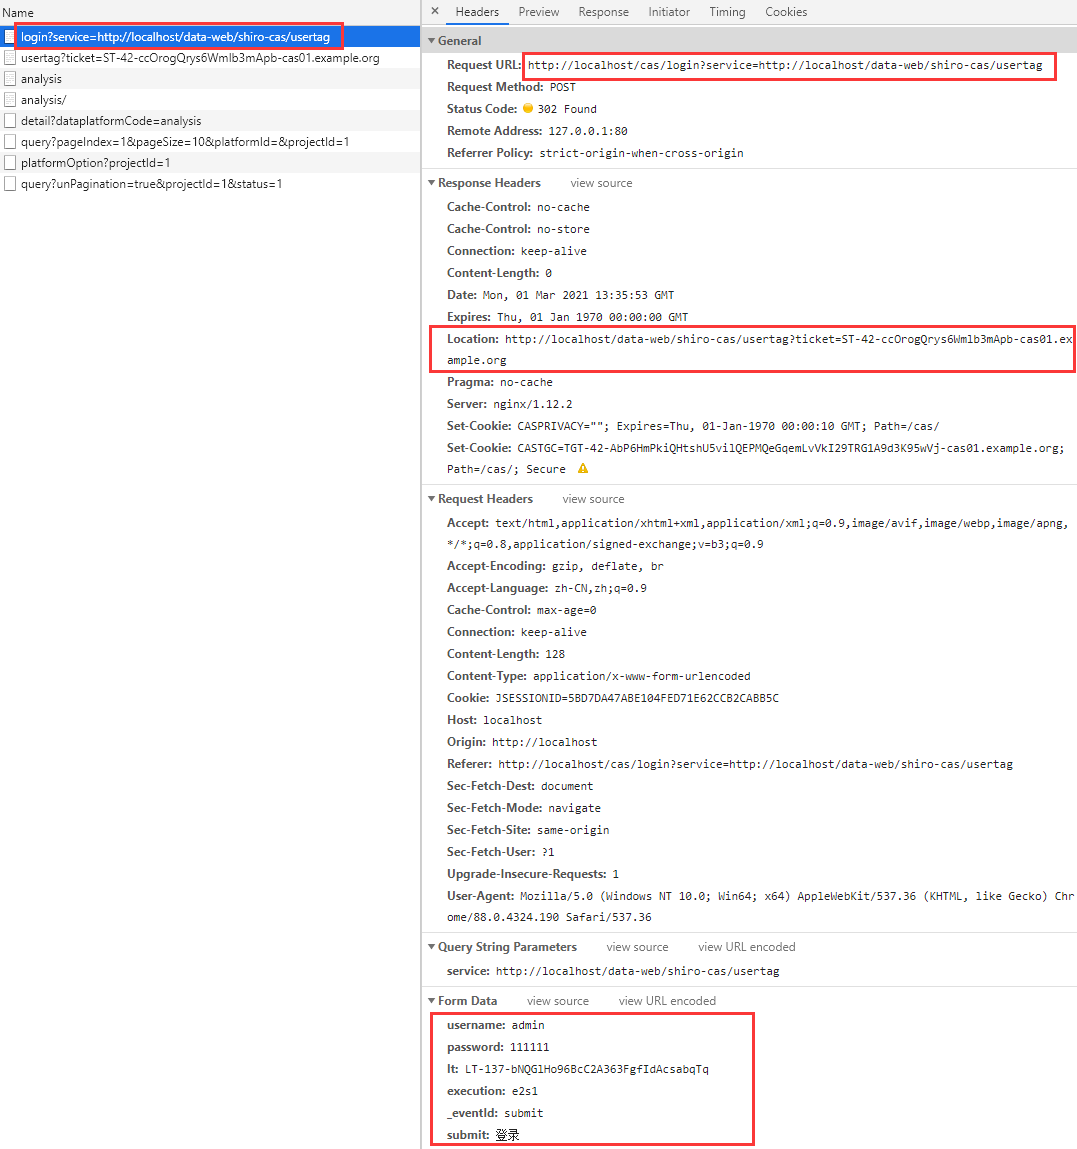 Name
login?service=http://localhost/data-web/shiro-cas/usertag
usertag?ticket=ST-42-ccOrogQrys6Wmlb3mApb-cas01.example.org
analysis
analysis/
detail?dataplatformCode=analysis
query?pageIndex=1&pageSize=10&platformId=&projectId=1
platformOption?projectId=1
query?unPagination=true&projectId=1&status=1
× Headers Preview Response Initiator Timing Cookies
General
Request URL: http://localhost/cas/login?service=http://localhost/data-web/shiro-cas/usertag
Request Method: POST
Status Code: 302 Found
Remote Address: 127.0.0.1:80
Referrer Policy: strict-origin-when-cross-origin
Response Headers view source
Cache-Control: no-cache
Cache-Control: no-store
Connection: keep-alive
Content-Length: 0
Date: Mon, 01 Mar 2021 13:35:53 GMT
Expires: Thu, 01 Jan 1970 00:00:00 GMT
Location: http://localhost/data-web/shiro-cas/usertag?ticket=ST-42-ccOrogQrys6Wmlb3mApb-cas01.ex
ample.org
Pragma: no-cache
Server: nginx/1.12.2
Set-Cookie: CASPRIVACY=""; Expires=Thu, 01-Jan-1970 00:00:10 GMT; Path=/cas/
Set-Cookie: CASTGC=TGT-42-AbP6HmPkiQHtshU5vilQEPMQeGqemLvVkI29TRG1A9d3K95wVj-cas01.example.org;
Path=/cas/; Secure
Request Headers view source
Accept: text/html,application/xhtml+xml,application/xml;q=0.9,image/avif,image/webp,image/apng,
*/*;q=0.8,application/signed-exchange;v=b3;q=0.9
Accept-Encoding: gzip, deflate, br
Accept-Language: zh-CN,zh;q=0.9
Cache-Control: max-age=0
Connection: keep-alive
Content-Length: 128
Content-Type: application/x-www-form-urlencoded
Cookie: JSESSIONID=5BD7DA47ABE104FED71E62CCB2CABB5C
Host: localhost
Origin: http://localhost
Referer: http://localhost/cas/login?service=http://localhost/data-web/shiro-cas/usertag
Sec-Fetch-Dest: document
Sec-Fetch-Mode: navigate
Sec-Fetch-Site: same-origin
Sec-Fetch-User: ?1
Upgrade-Insecure-Requests: 1
User-Agent: Mozilla/5.0 (Windows NT 10.0; Win64; x64) AppleWebKit/537.36 (KHTML, like Gecko) Chr
ome/88.0.4324.190 Safari/537.36
Query String Parameters view source view URL encoded
service: http://localhost/data-web/shiro-cas/usertag
Form Data view source view URL encoded
username: admin
password: 111111
lt: LT-137-bNQGlHo96BcC2A363FgfIdAcsabqTq
execution: e2s1
_eventId: submit
submit: 登录